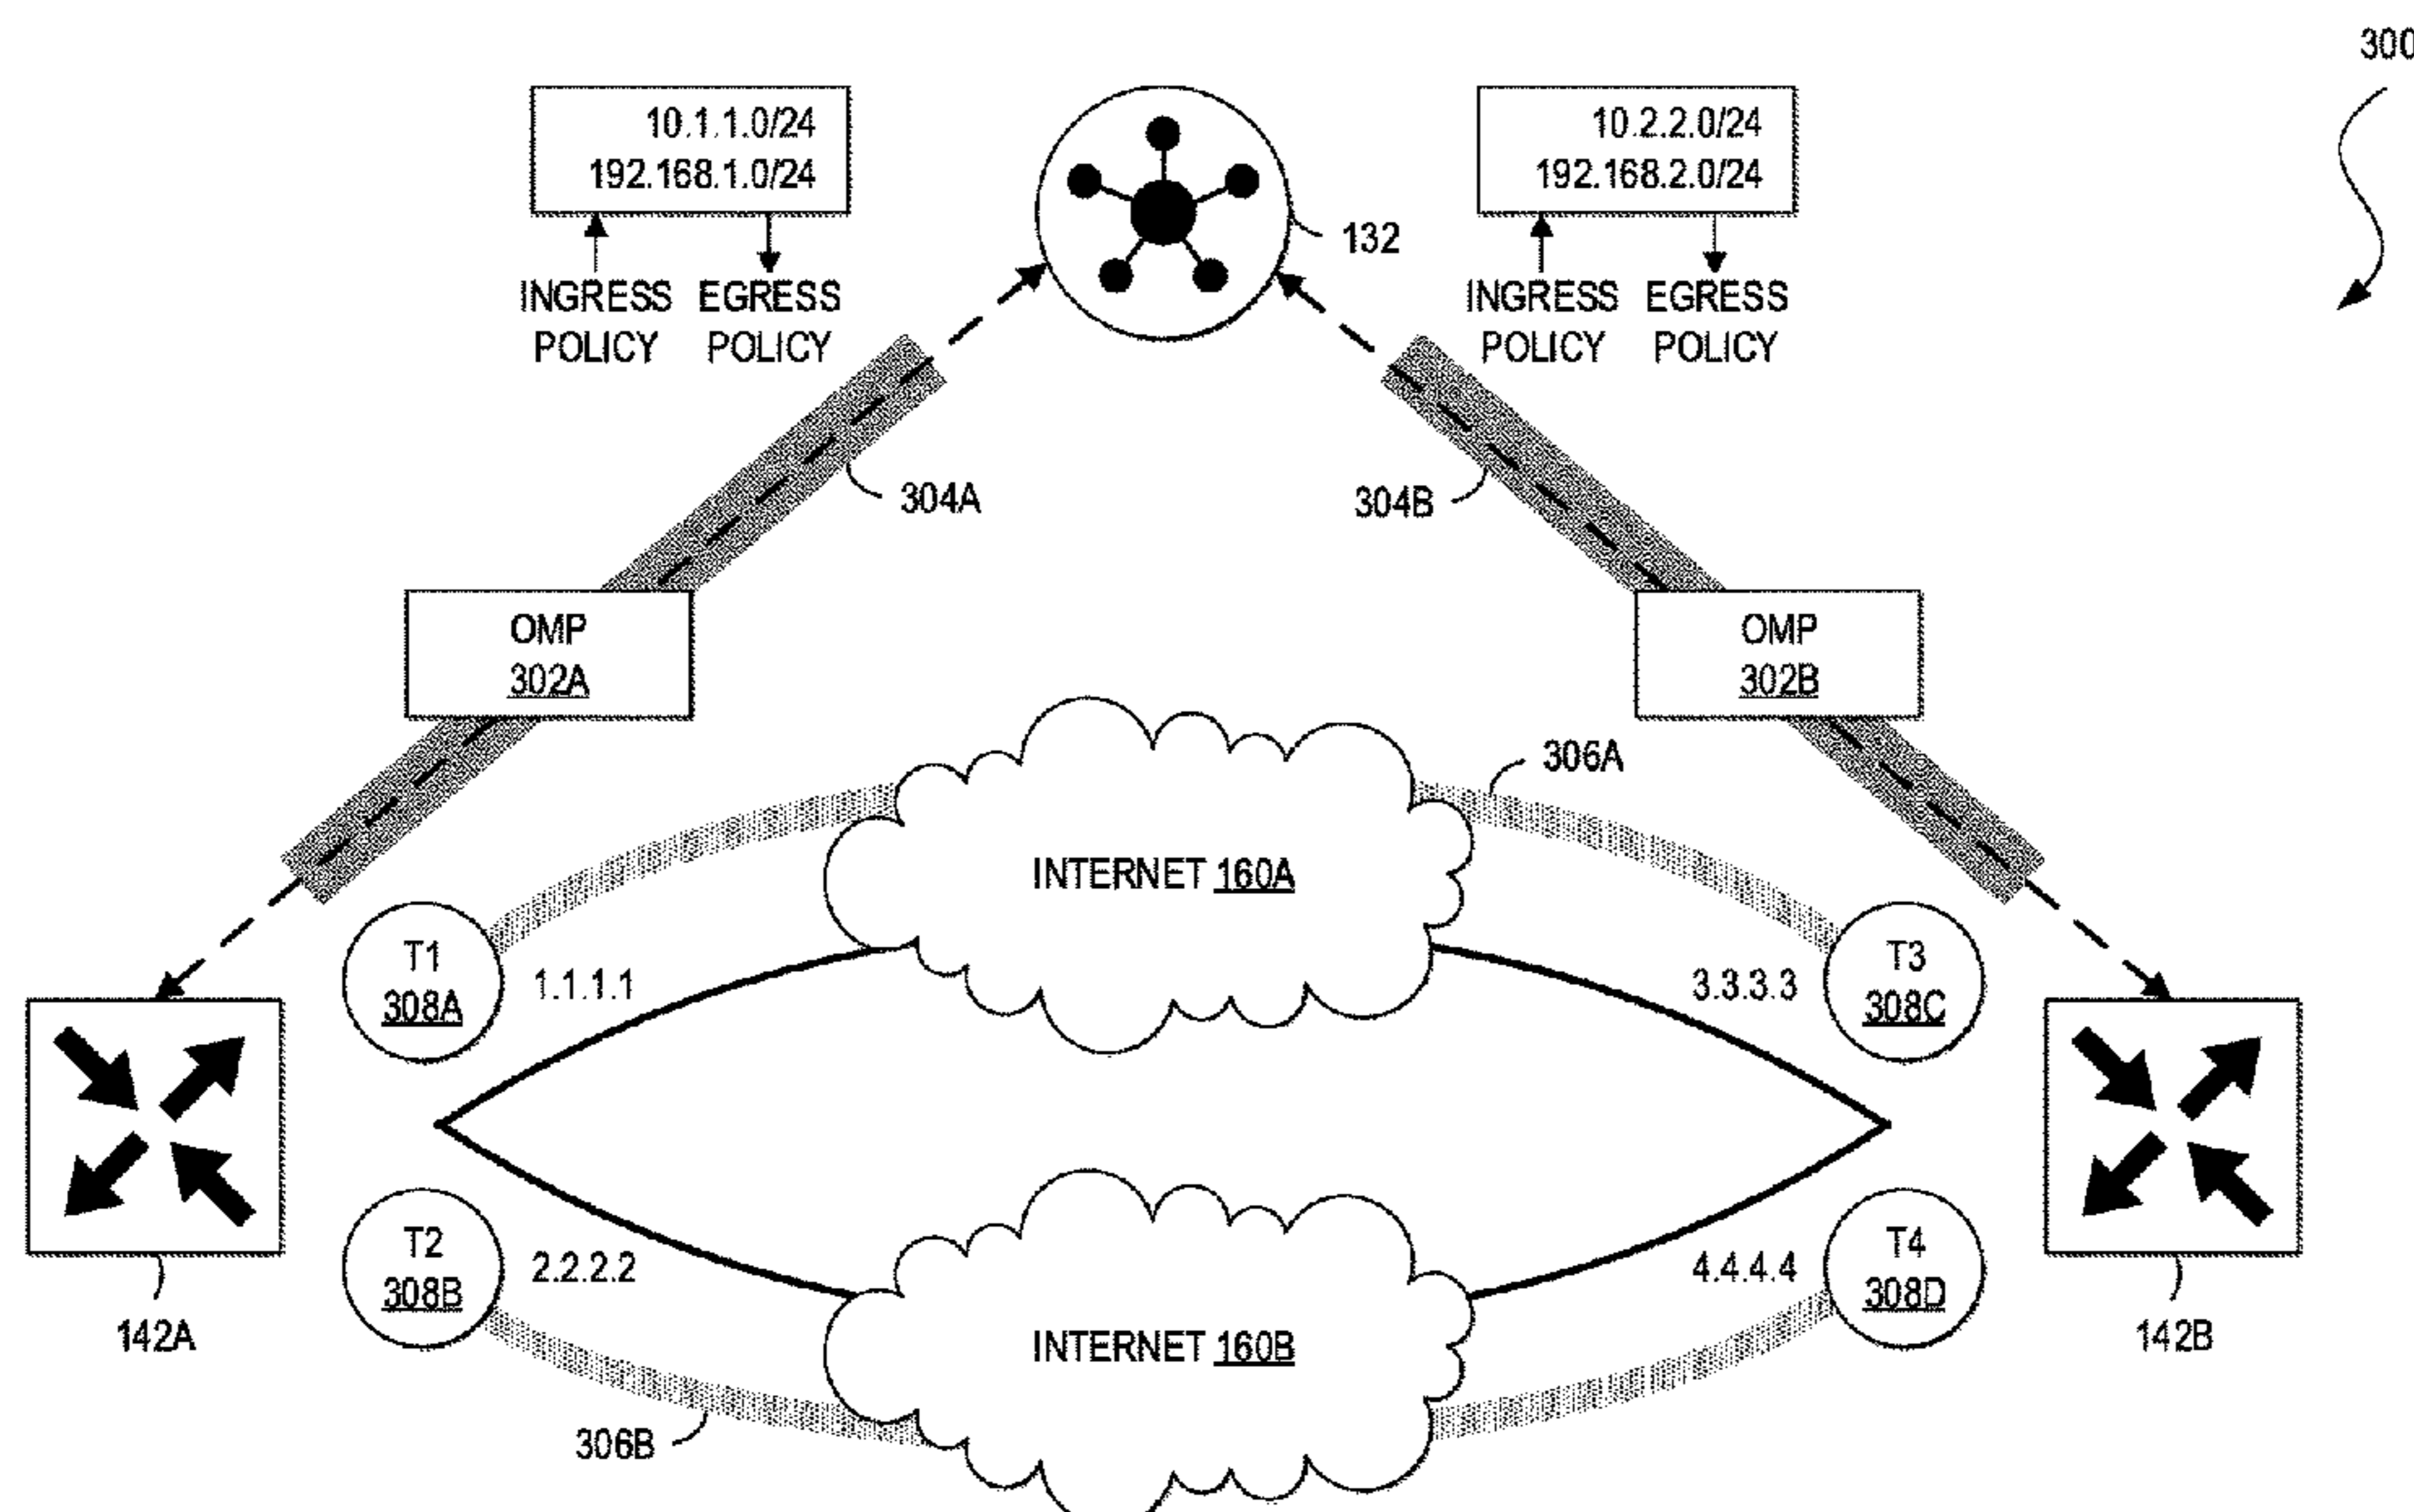 300
10.1.1.0/24
192.168.1.0/24
INGRESS POLICY
EGRESS POLICY
132
10.2.2.0/24
192.168.2.0/24
INGRESS POLICY
EGRESS POLICY
304A
304B
OMP
302A
OMP
302B
306A
INTERNET 160A
T1
308A
1.1.1.1
3.3.3.3
T3
308C
T2
308B
2.2.2.2
4.4.4.4
T4
308D
142A
INTERNET 160B
142B
306B